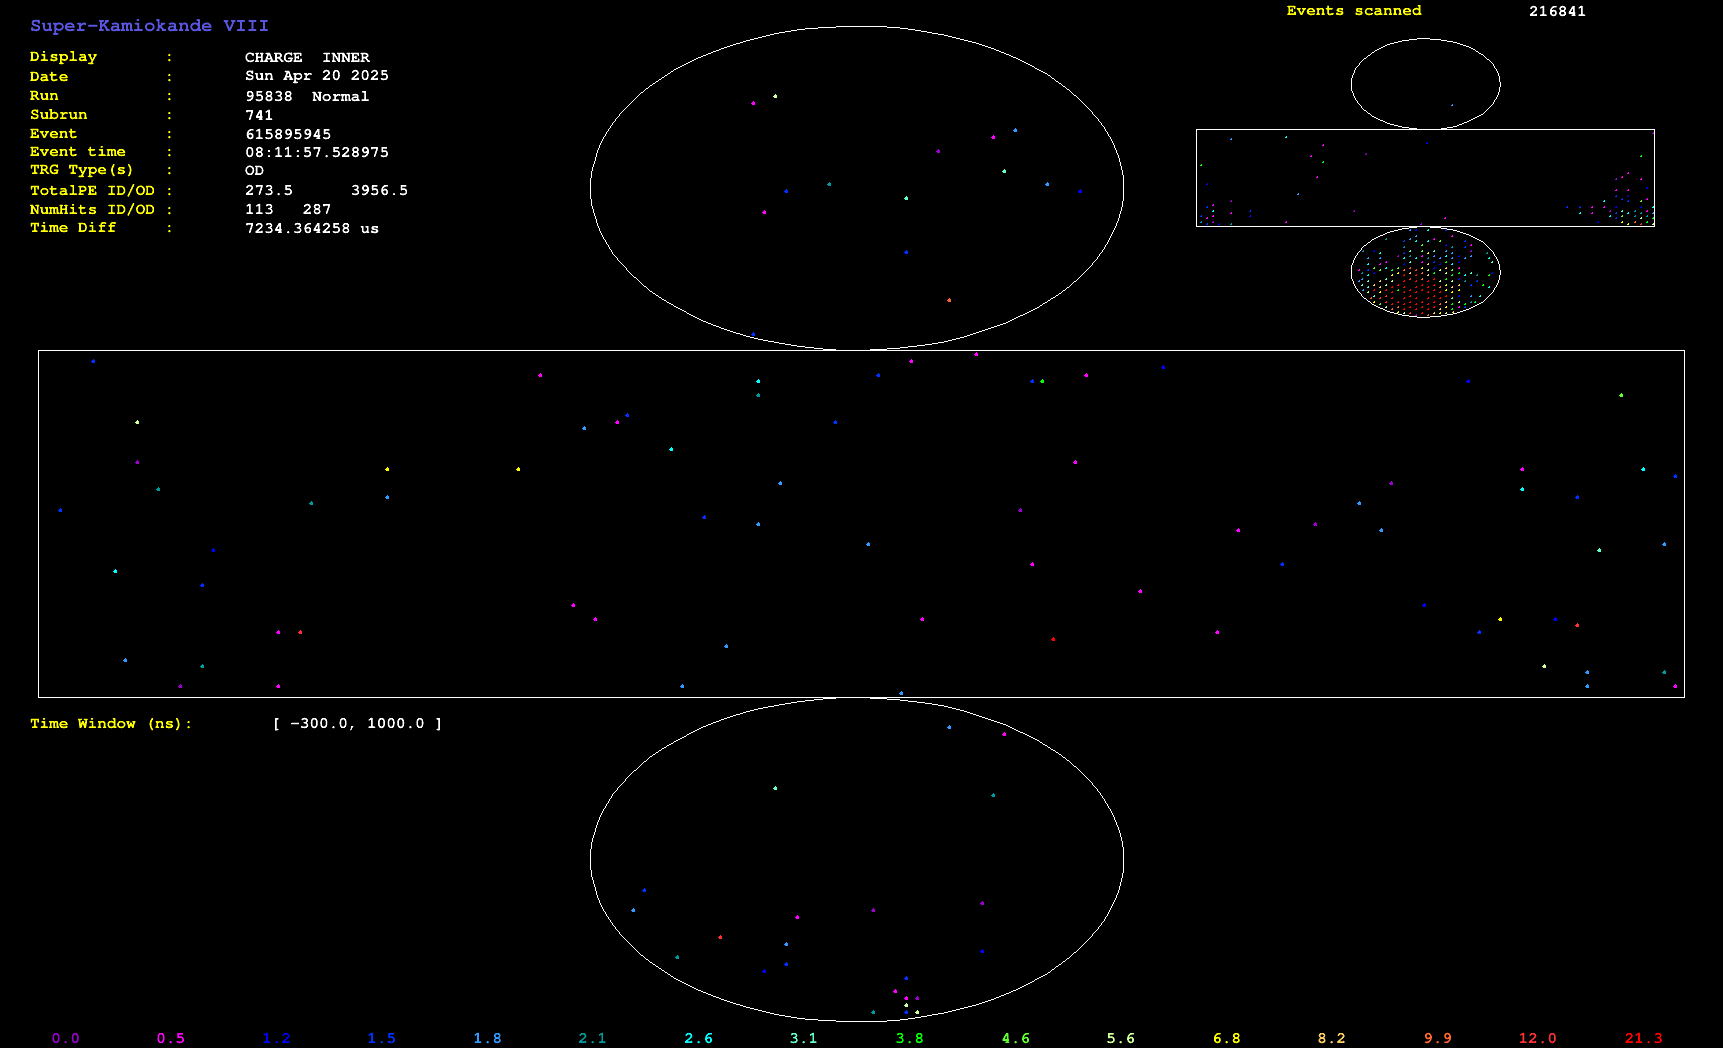 Super-Kamiokande VIII
Events scanned 216841
Display : CHARGE INNER
Date : Sun Apr 20 2025
Run : 95838 Normal
Subrun : 741
Event : 615895945
Event time : 08:11:57.528975
TRG Type(s) : OD
TotalPE ID/OD : 273.5 3956.5
NumHits ID/OD : 113 287
Time Diff : 7234.364258 us
Time Window (ns): [ -300.0, 1000.0 ]
0.0 0.5 1.2 1.5 1.8 2.1 2.6 3.1 3.8 4.6 5.6 6.8 8.2 9.9 12.0 21.3